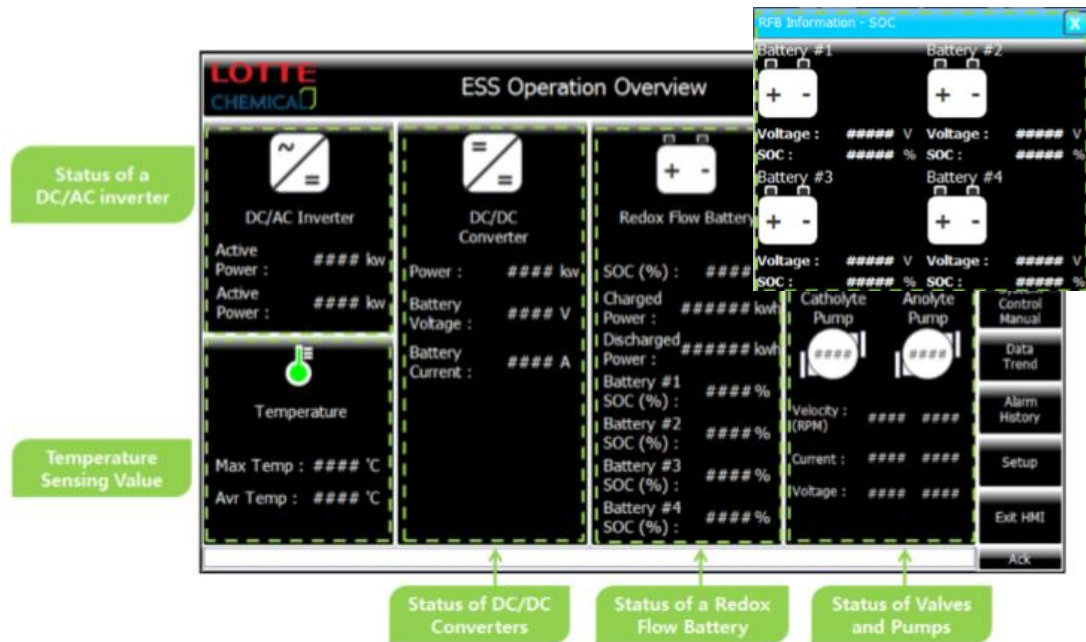 RFB Information - SOC
X
Battery #1
Battery #2
+ -
+ -
Voltage : ##### V
Voltage : ##### V
SOC : ##### %
SOC : ##### %
Battery #3
Battery #4
+ -
+ -
Voltage : ##### V
Voltage : ##### V
SOC : ##### %
SOC : ##### %
LOTTE
CHEMICAL
ESS Operation Overview
Status of a
DC/AC inverter
DC/AC Inverter
Active
Power : #### kw
Active
Power : #### kw
Temperature
Sensing Value
Temperature
Max Temp : #### ℃
Avr Temp : #### ℃
DC/DC
Converter
Power : #### kw
Battery
Voltage : #### V
Battery
Current : #### A
+ -
Redox Flow Battery
SOC (%) : ####
Charged
Power : ###### kwh
Discharged
Power : ###### kwh
Battery #1
SOC (%) : #### %
Battery #2
SOC (%) : #### %
Battery #3
SOC (%) : #### %
Battery #4
SOC (%) : #### %
Catholyte
Pump
Anolyte
Pump
####
####
Velocity :
(RPM) #### ####
Current : #### ####
Voltage : #### ####
Control
Manual
Data
Trend
Alarm
History
Setup
Exit HMI
Ack
Status of DC/DC
Converters
Status of a Redox
Flow Battery
Status of Valves
and Pumps